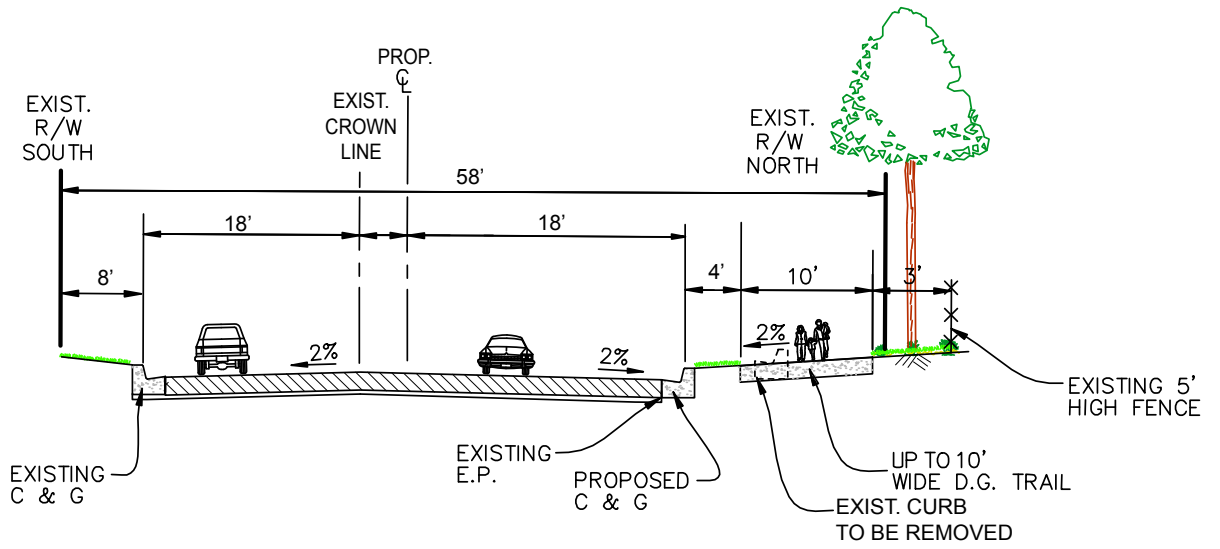 PROP.
℄
EXIST.
R/W
SOUTH
EXIST.
CROWN
LINE
EXIST.
R/W
NORTH
58'
18'
18'
8'
4'
10'
3'
2%
2%
2%
EXISTING 5'
HIGH FENCE
EXISTING
C & G
EXISTING
E.P.
PROPOSED
C & G
UP TO 10'
WIDE D.G. TRAIL
EXIST. CURB
TO BE REMOVED